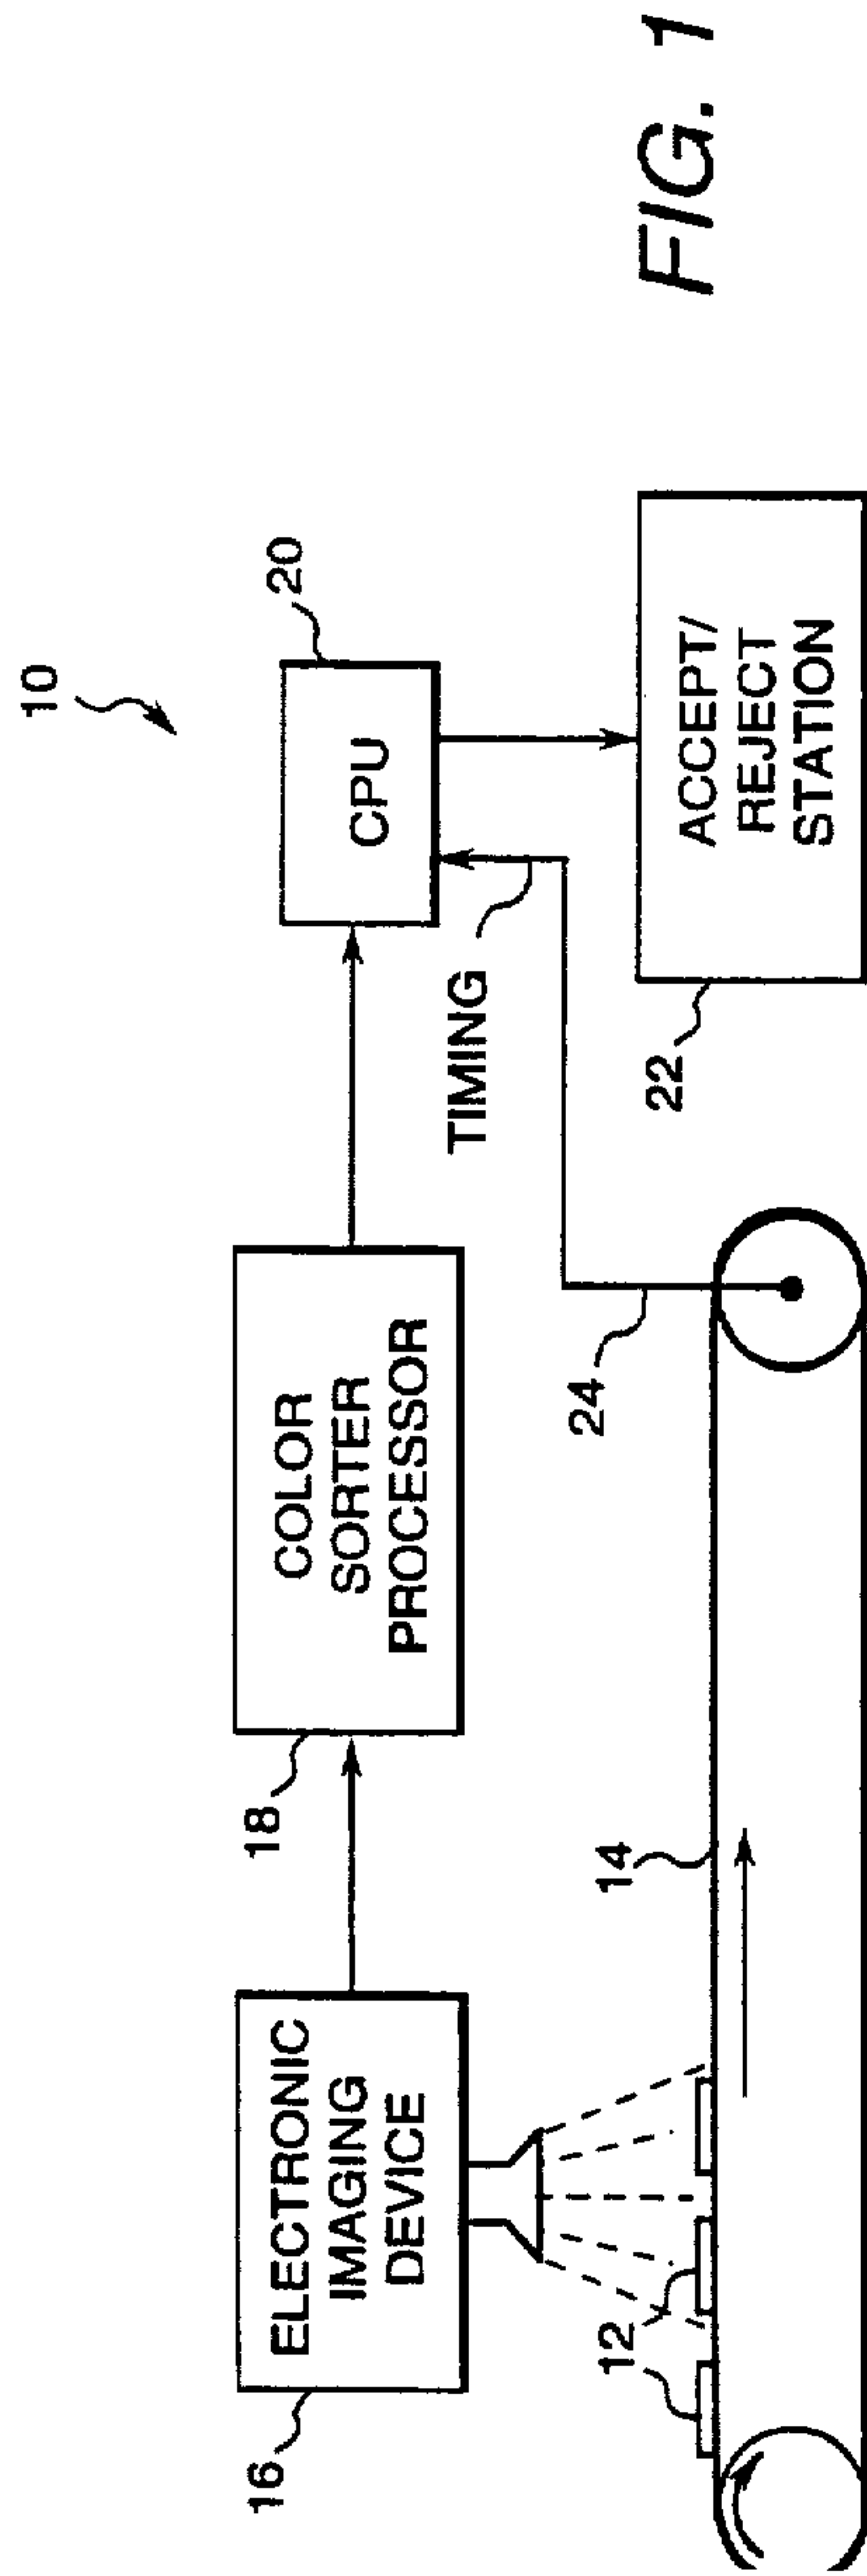 10
20
CPU
18
COLOR
SORTER
PROCESSOR
16
ELECTRONIC
IMAGING
DEVICE
TIMING
12
14
24
22
ACCEPT/
REJECT
STATION
FIG. 1